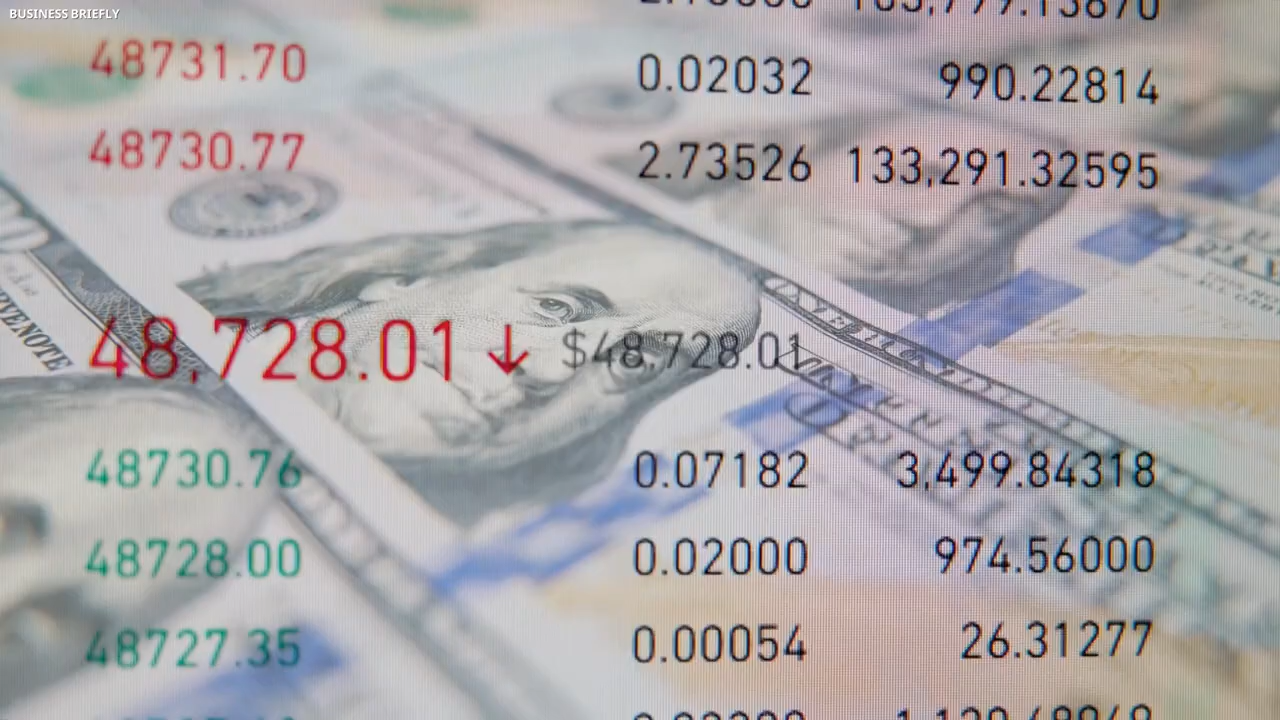 BUSINESS BRIEFLY
48731.70 0.02032 990.22814
48730.77 2.73526 133,291.32595
48,728.01 ↓ $48,728.01
48730.76 0.07182 3,499.84318
48728.00 0.02000 974.56000
48727.35 0.00054 26.31277